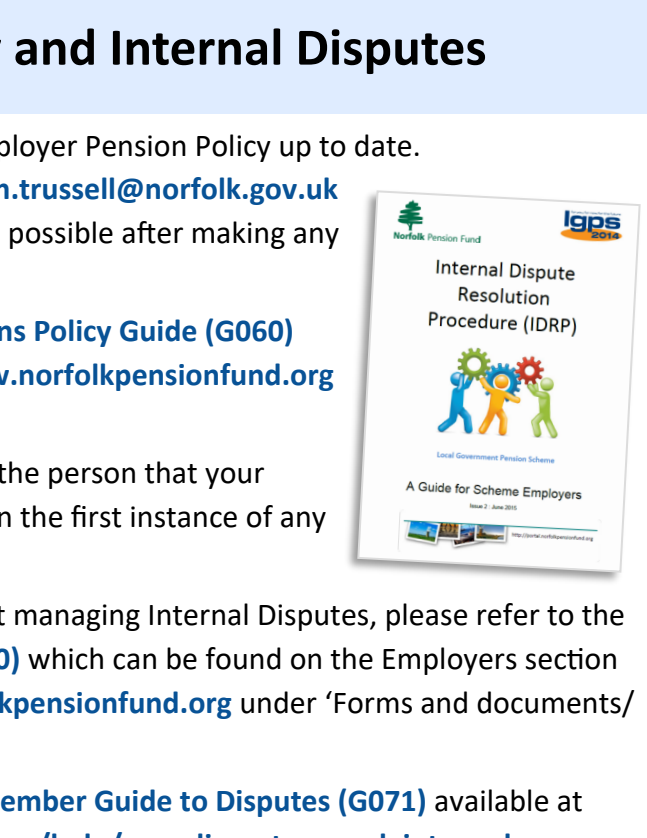 and Internal Disputes
ployer Pension Policy up to date.
n.trussell@norfolk.gov.uk
possible after making any
ns Policy Guide (G060)
w.norfolkpensionfund.org
the person that your
n the first instance of any
Norfolk Pension Fund
lgps
2014
Internal Dispute
Resolution
Procedure (IDRP)
Local Government Pension Scheme
A Guide for Scheme Employers
Issue 2 : June 2015
http://portal.norfolkpensionfund.org
t managing Internal Disputes, please refer to the
0) which can be found on the Employers section
kpensionfund.org under ‘Forms and documents/
ember Guide to Disputes (G071) available at